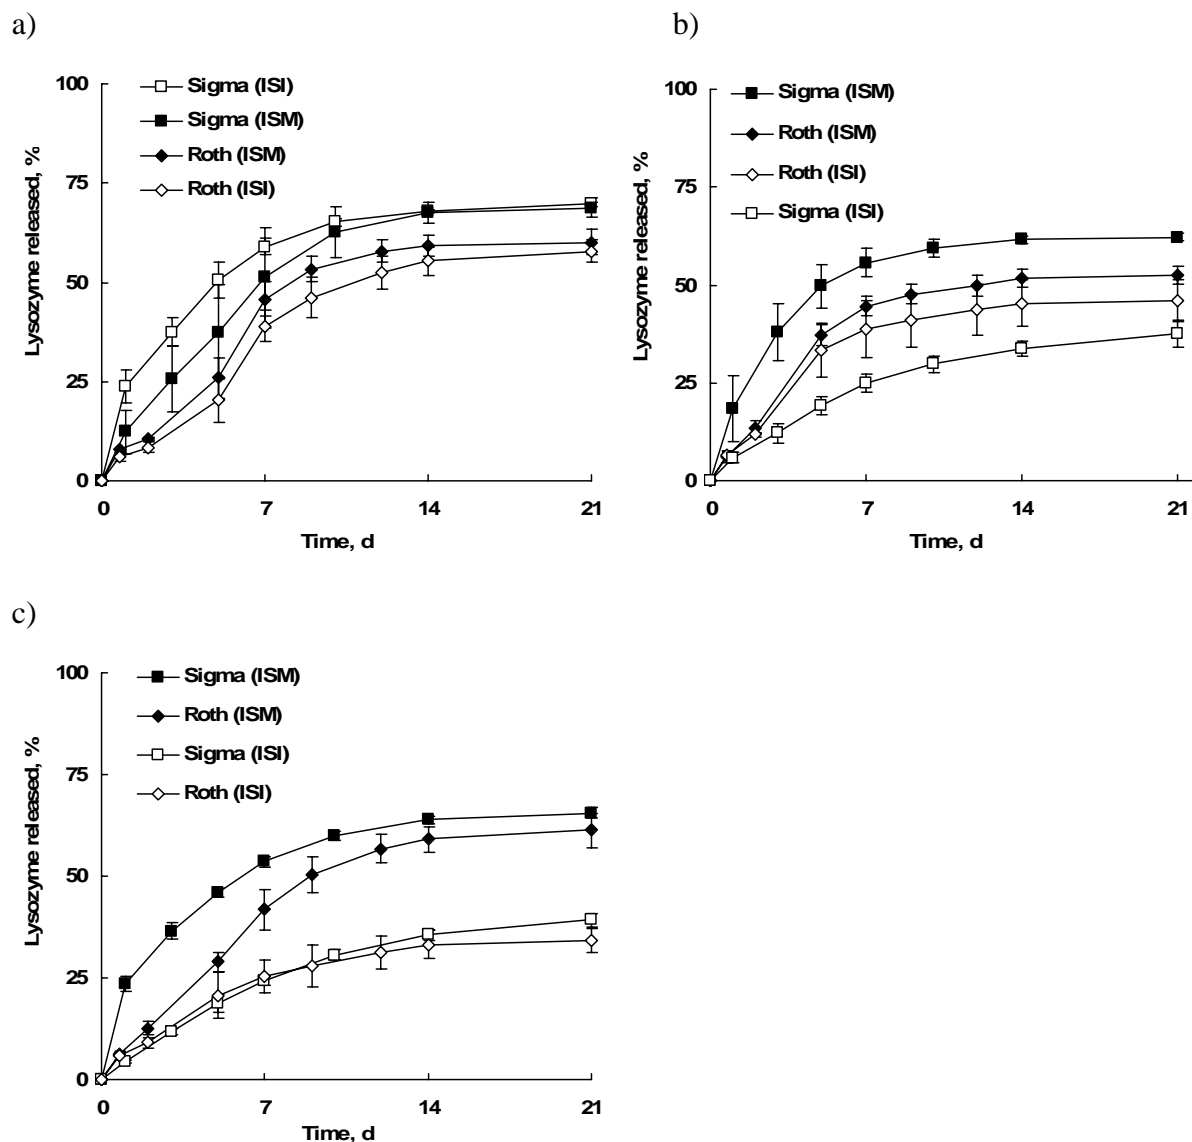 a)
100
75
50
25
0
Lysozyme released, %
Sigma (ISI)
Sigma (ISM)
Roth (ISM)
Roth (ISI)
0 7 14 21
Time, d
b)
100
75
50
25
0
Lysozyme released, %
Sigma (ISM)
Roth (ISM)
Roth (ISI)
Sigma (ISI)
0 7 14 21
Time, d
c)
100
75
50
25
0
Lysozyme released, %
Sigma (ISM)
Roth (ISM)
Sigma (ISI)
Roth (ISI)
0 7 14 21
Time, d